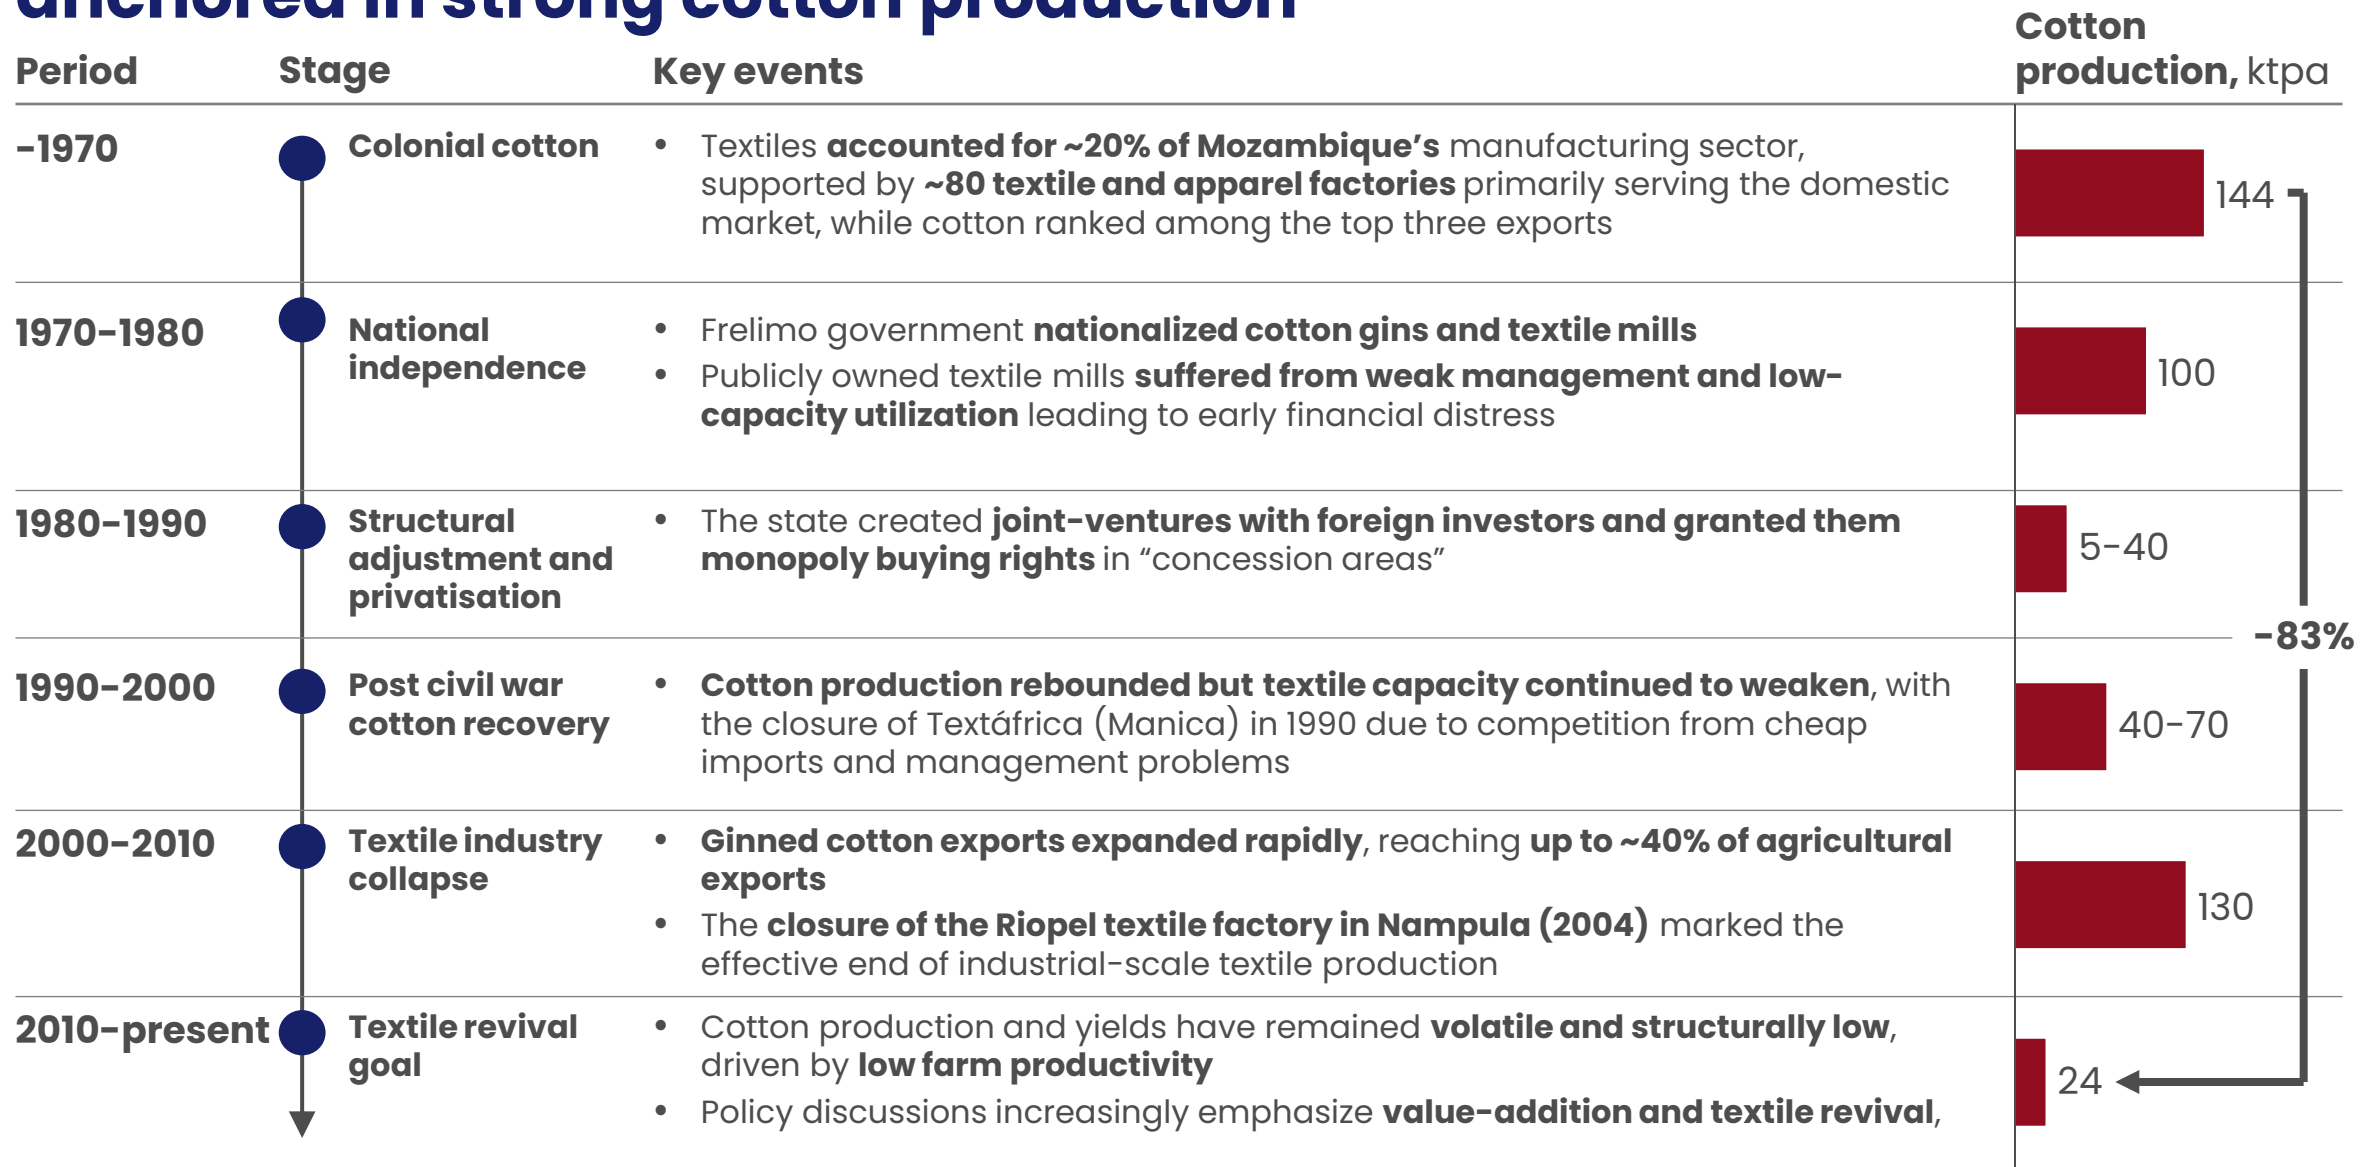 anchored in strong cotton production
Period
Stage
Key events
Cotton
production, ktpa
-1970
Colonial cotton
• Textiles accounted for ~20% of Mozambique’s manufacturing sector,
supported by ~80 textile and apparel factories primarily serving the domestic
market, while cotton ranked among the top three exports
144
1970-1980
National
independence
• Frelimo government nationalized cotton gins and textile mills
• Publicly owned textile mills suffered from weak management and low-
capacity utilization leading to early financial distress
100
1980-1990
Structural
adjustment and
privatisation
• The state created joint-ventures with foreign investors and granted them
monopoly buying rights in “concession areas”
5-40
-83%
1990-2000
Post civil war
cotton recovery
• Cotton production rebounded but textile capacity continued to weaken, with
the closure of Textáfrica (Manica) in 1990 due to competition from cheap
imports and management problems
40-70
2000-2010
Textile industry
collapse
• Ginned cotton exports expanded rapidly, reaching up to ~40% of agricultural
exports
• The closure of the Riopel textile factory in Nampula (2004) marked the
effective end of industrial-scale textile production
130
2010-present
Textile revival
goal
• Cotton production and yields have remained volatile and structurally low,
driven by low farm productivity
• Policy discussions increasingly emphasize value-addition and textile revival,
24